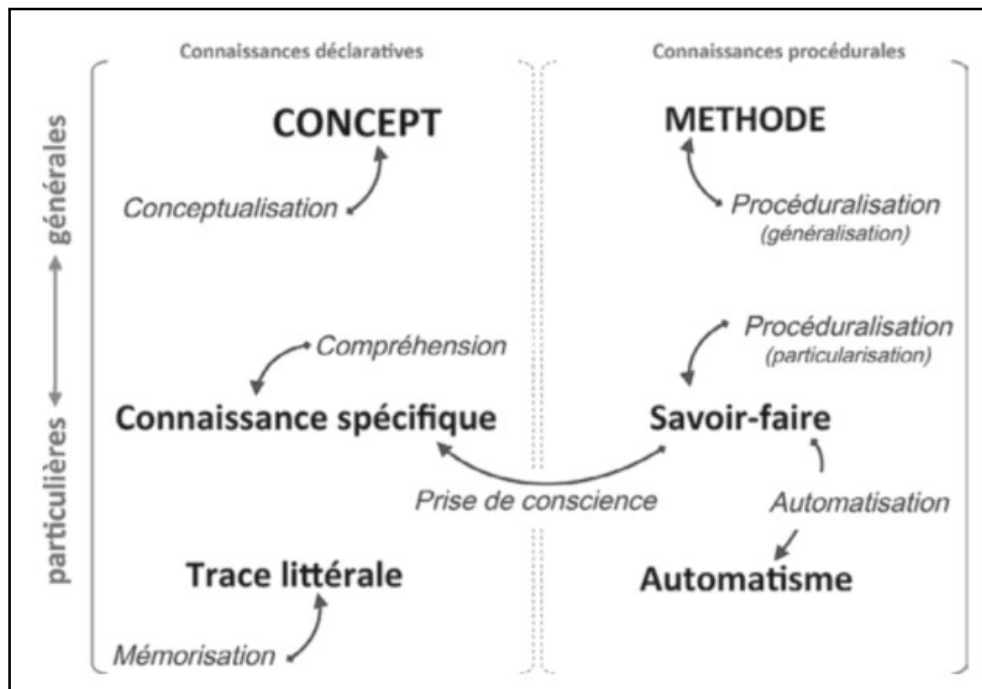 Connaissances déclaratives
Connaissances procédurales
générales
particulières
CONCEPT
METHODE
Conceptualisation
Procéduralisation
(généralisation)
Compréhension
Procéduralisation
(particularisation)
Connaissance spécifique
Savoir-faire
Prise de conscience
Automatisation
Trace littérale
Automatisme
Mémorisation